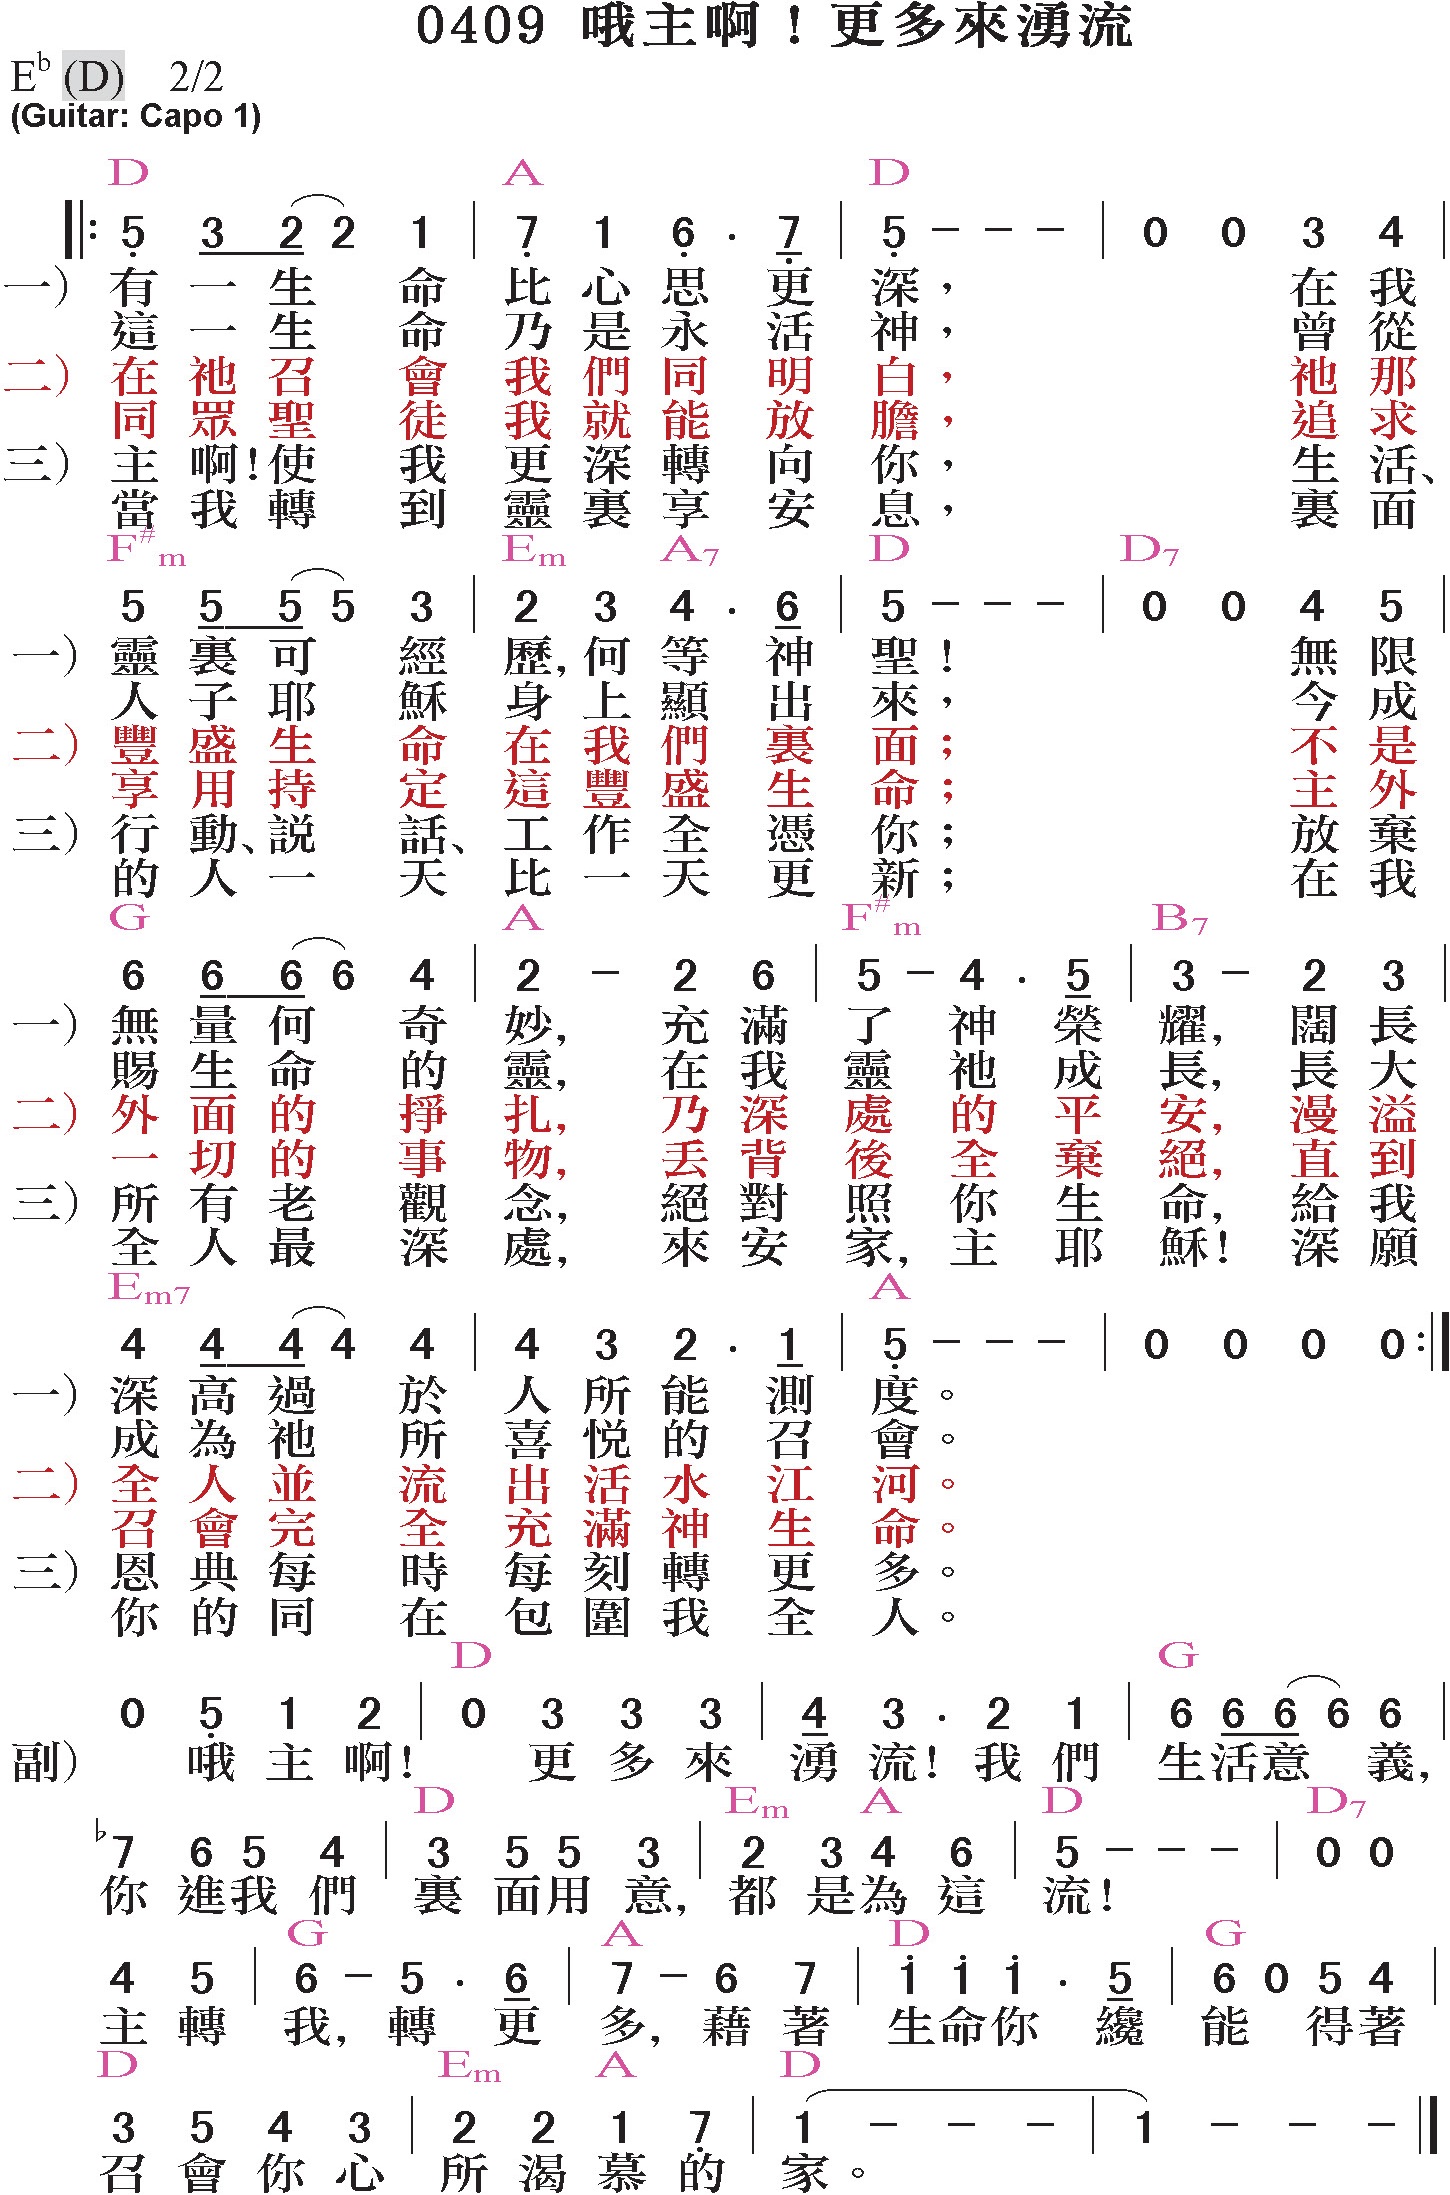 0409 哦主啊！更多來湧流
E♭ (D) 2/2
(Guitar: Capo 1)
D A D
5 3 2 2 1 | 7 1 6 . 7 | 5 － － － | 0 0 3 4 |
一）有一生命比心思更深，在我
這一生命乃是永活神，曾從
二）在祂召會我們同明白，祂那
同眾聖徒我就能放膽，追求
三）主啊！使我更深轉向你，生活、
當我轉到靈裏享安息，裏面
F#m Em A7 D D7
5 5 5 5 3 | 2 3 4 . 6 | 5 － － － | 0 0 4 5 |
一）靈裏可經歷，何等神聖！無限
人子耶穌身上顯出來，今成
二）豐盛生命在我們裏面；不是
享用持定這豐盛生命；主外
三）行動、説話、工作全憑你；放棄
的人一天比一天更新；在我
G A F#m B7
6 6 6 6 4 | 2 － 2 6 | 5 － 4 . 5 | 3 － 2 3 |
一）無量何奇妙，充滿了神榮耀，闊長
賜生命的靈，在我靈祂成長，長大
二）外面的掙扎，乃深處的平安，漫溢
一切的事物，丟背後全棄絕，直到
三）所有老觀念，絕對照你生命，給我
全人最深處，來安家，主耶穌！深願
Em7 A
4 4 4 4 4 | 4 3 2 . 1 | 5 － － － | 0 0 0 0 :|
一）深高過於人所能測度。
成為祂所喜悅的召會。
二）全人並流出活水江河。
召會完全充滿神生命。
三）恩典每時每刻轉更多。
你的同在包圍我全人。
D G
0 5 1 2 | 0 3 3 3 | 4 3 . 2 1 | 6 6 6 6 6 |
副）哦主啊！更多來湧流！我們生活意義，
D Em A D D7
♭7 6 5 4 | 3 5 5 3 | 2 3 4 6 | 5 － － － | 0 0
你進我們裏面用意，都是為這流！
G A D G
4 5 | 6 － 5 . 6 | 7 － 6 7 | 1 1 1 . 5 | 6 0 5 4 |
主轉我，轉更多，藉著生命你纔能得著
D Em A D
3 5 4 3 | 2 2 1 7 | 1 － － － | 1 － － － ||
召會你心所渴慕的家。